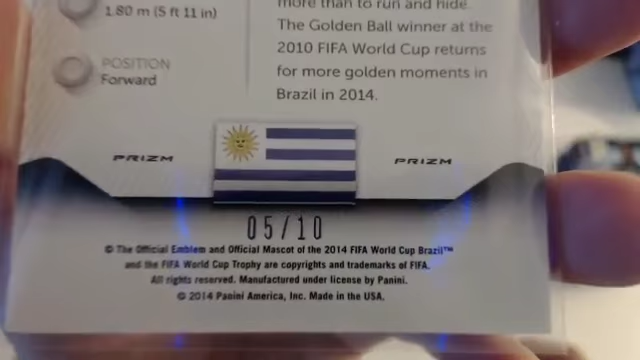 1.80 m (5 ft 11 in)
POSITION
Forward
more than to run and hide.
The Golden Ball winner at the
2010 FIFA World Cup returns
for more golden moments in
Brazil in 2014.
PRIZM
PRIZM
05/10
© The Official Emblem and Official Mascot of the 2014 FIFA World Cup Brazil™
and the FIFA World Cup Trophy are copyrights and trademarks of FIFA.
All rights reserved. Manufactured under license by Panini.
© 2014 Panini America, Inc. Made in the USA.